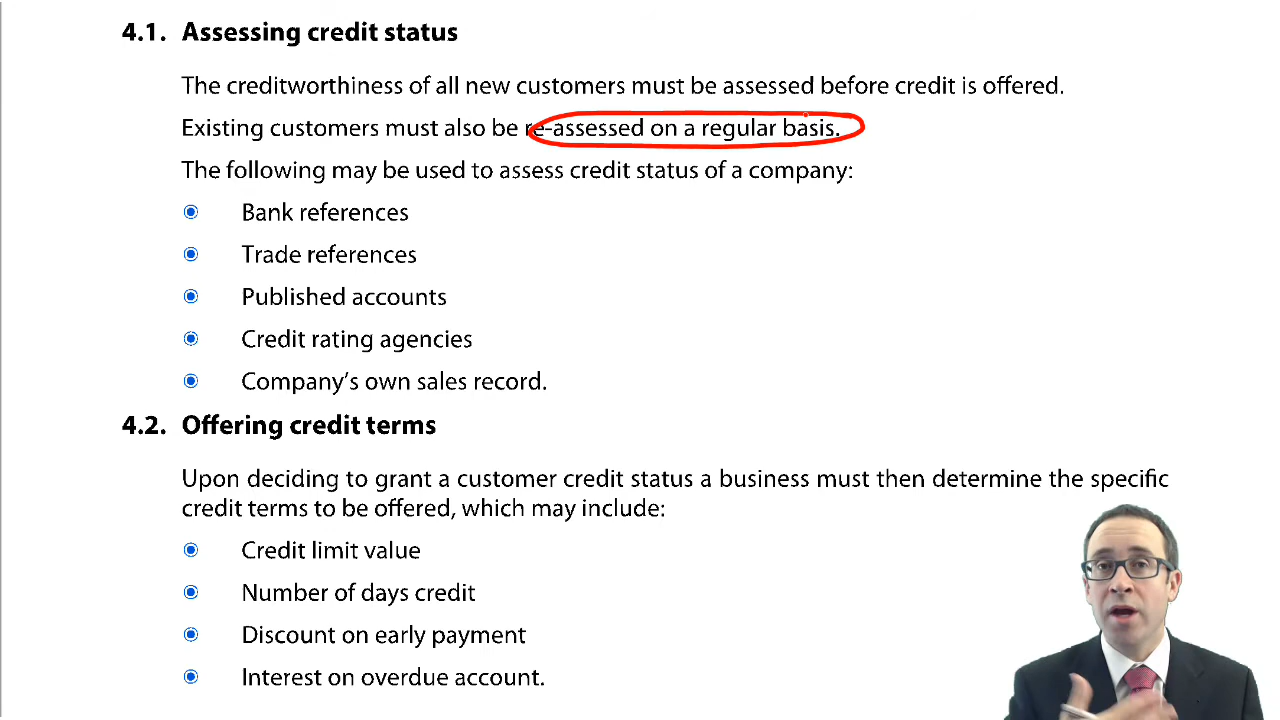 4.1. Assessing credit status
The creditworthiness of all new customers must be assessed before credit is offered.
Existing customers must also be re-assessed on a regular basis.
The following may be used to assess credit status of a company:
Bank references
Trade references
Published accounts
Credit rating agencies
Company’s own sales record.
4.2. Offering credit terms
Upon deciding to grant a customer credit status a business must then determine the specific
credit terms to be offered, which may include:
Credit limit value
Number of days credit
Discount on early payment
Interest on overdue account.